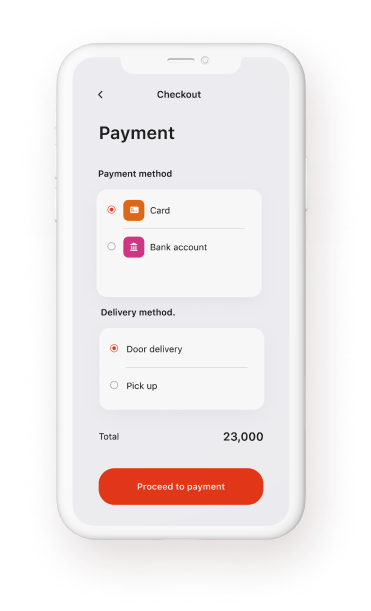 Checkout
Payment
Payment method
Card
Bank account
Delivery method.
Door delivery
Pick up
Total 23,000
Proceed to payment